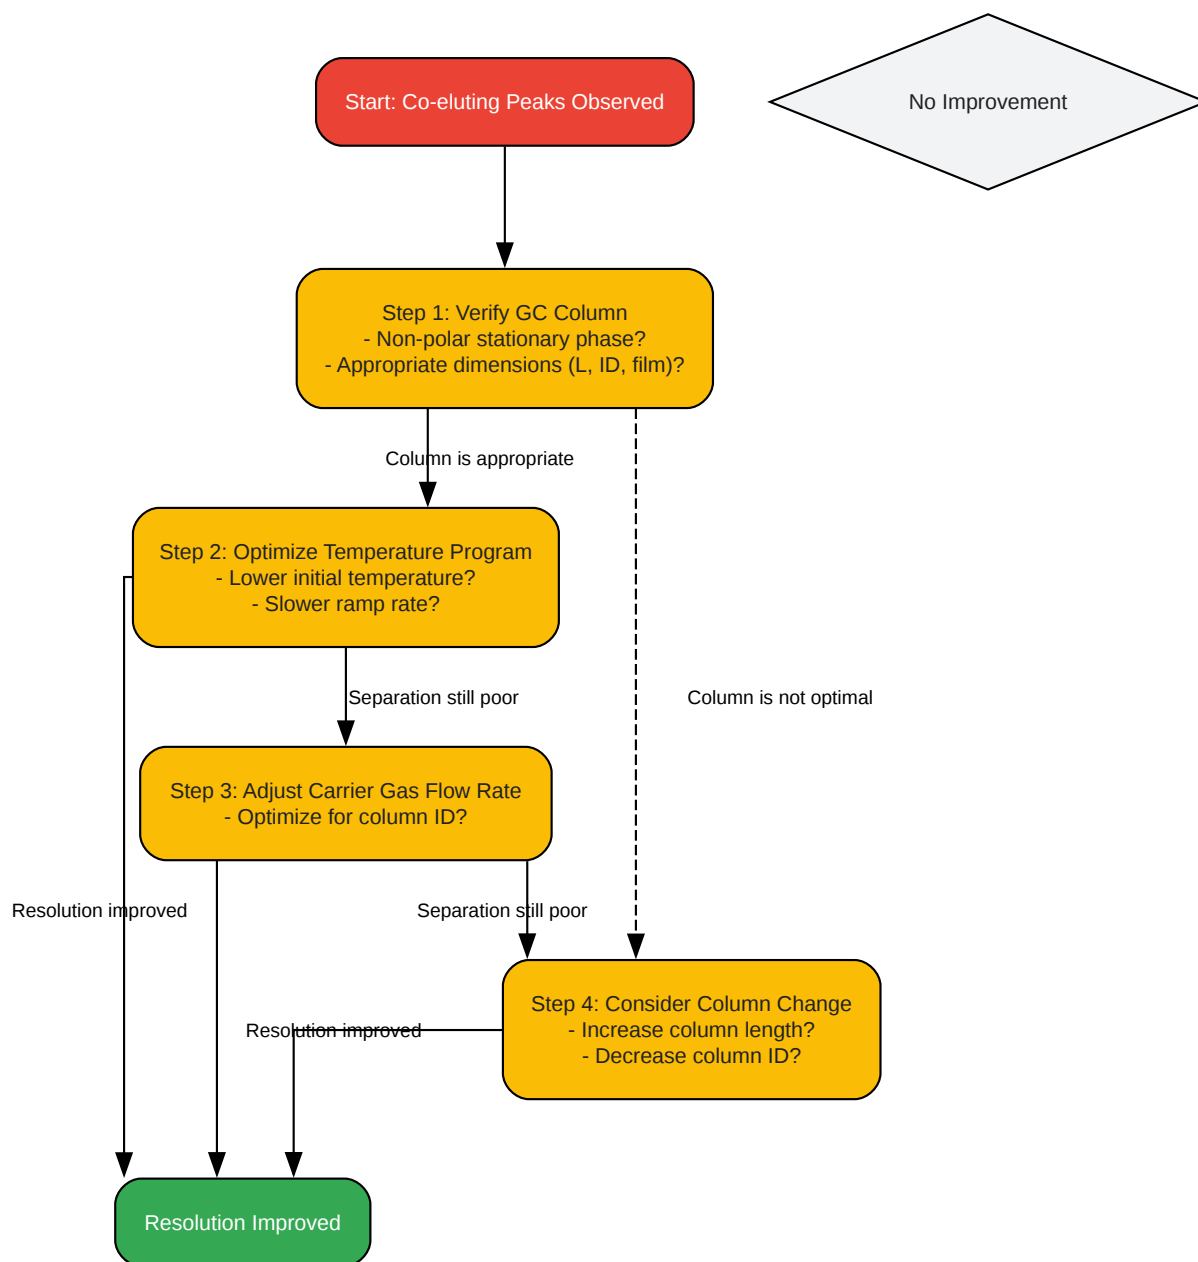 Start: Co-eluting Peaks Observed
No Improvement
Step 1: Verify GC Column
- Non-polar stationary phase?
- Appropriate dimensions (L, ID, film)?
Column is appropriate
Step 2: Optimize Temperature Program
- Lower initial temperature?
- Slower ramp rate?
Separation still poor
Column is not optimal
Step 3: Adjust Carrier Gas Flow Rate
- Optimize for column ID?
Resolution improved
Separation still poor
Step 4: Consider Column Change
- Increase column length?
- Decrease column ID?
Resolution improved
Resolution Improved